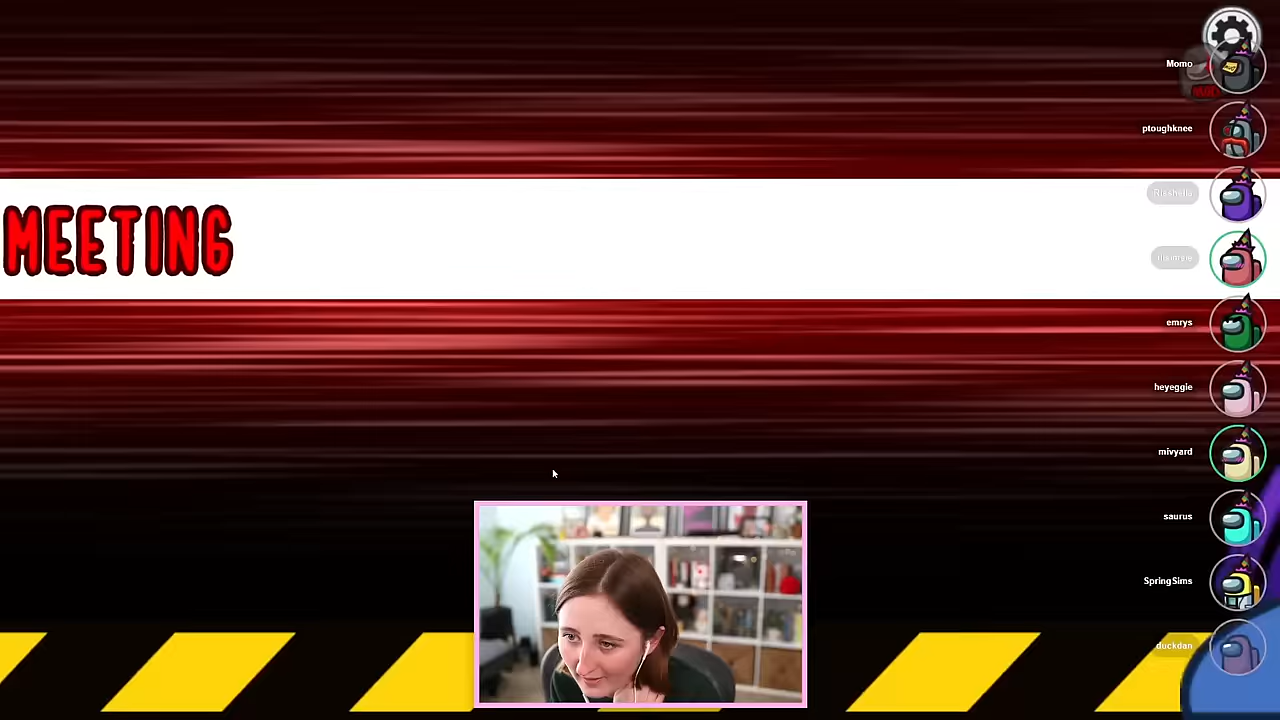 Momo
ptoughknee
MEETING
emrys
heyeggie
mivyard
saurus
SpringSims
duckdan